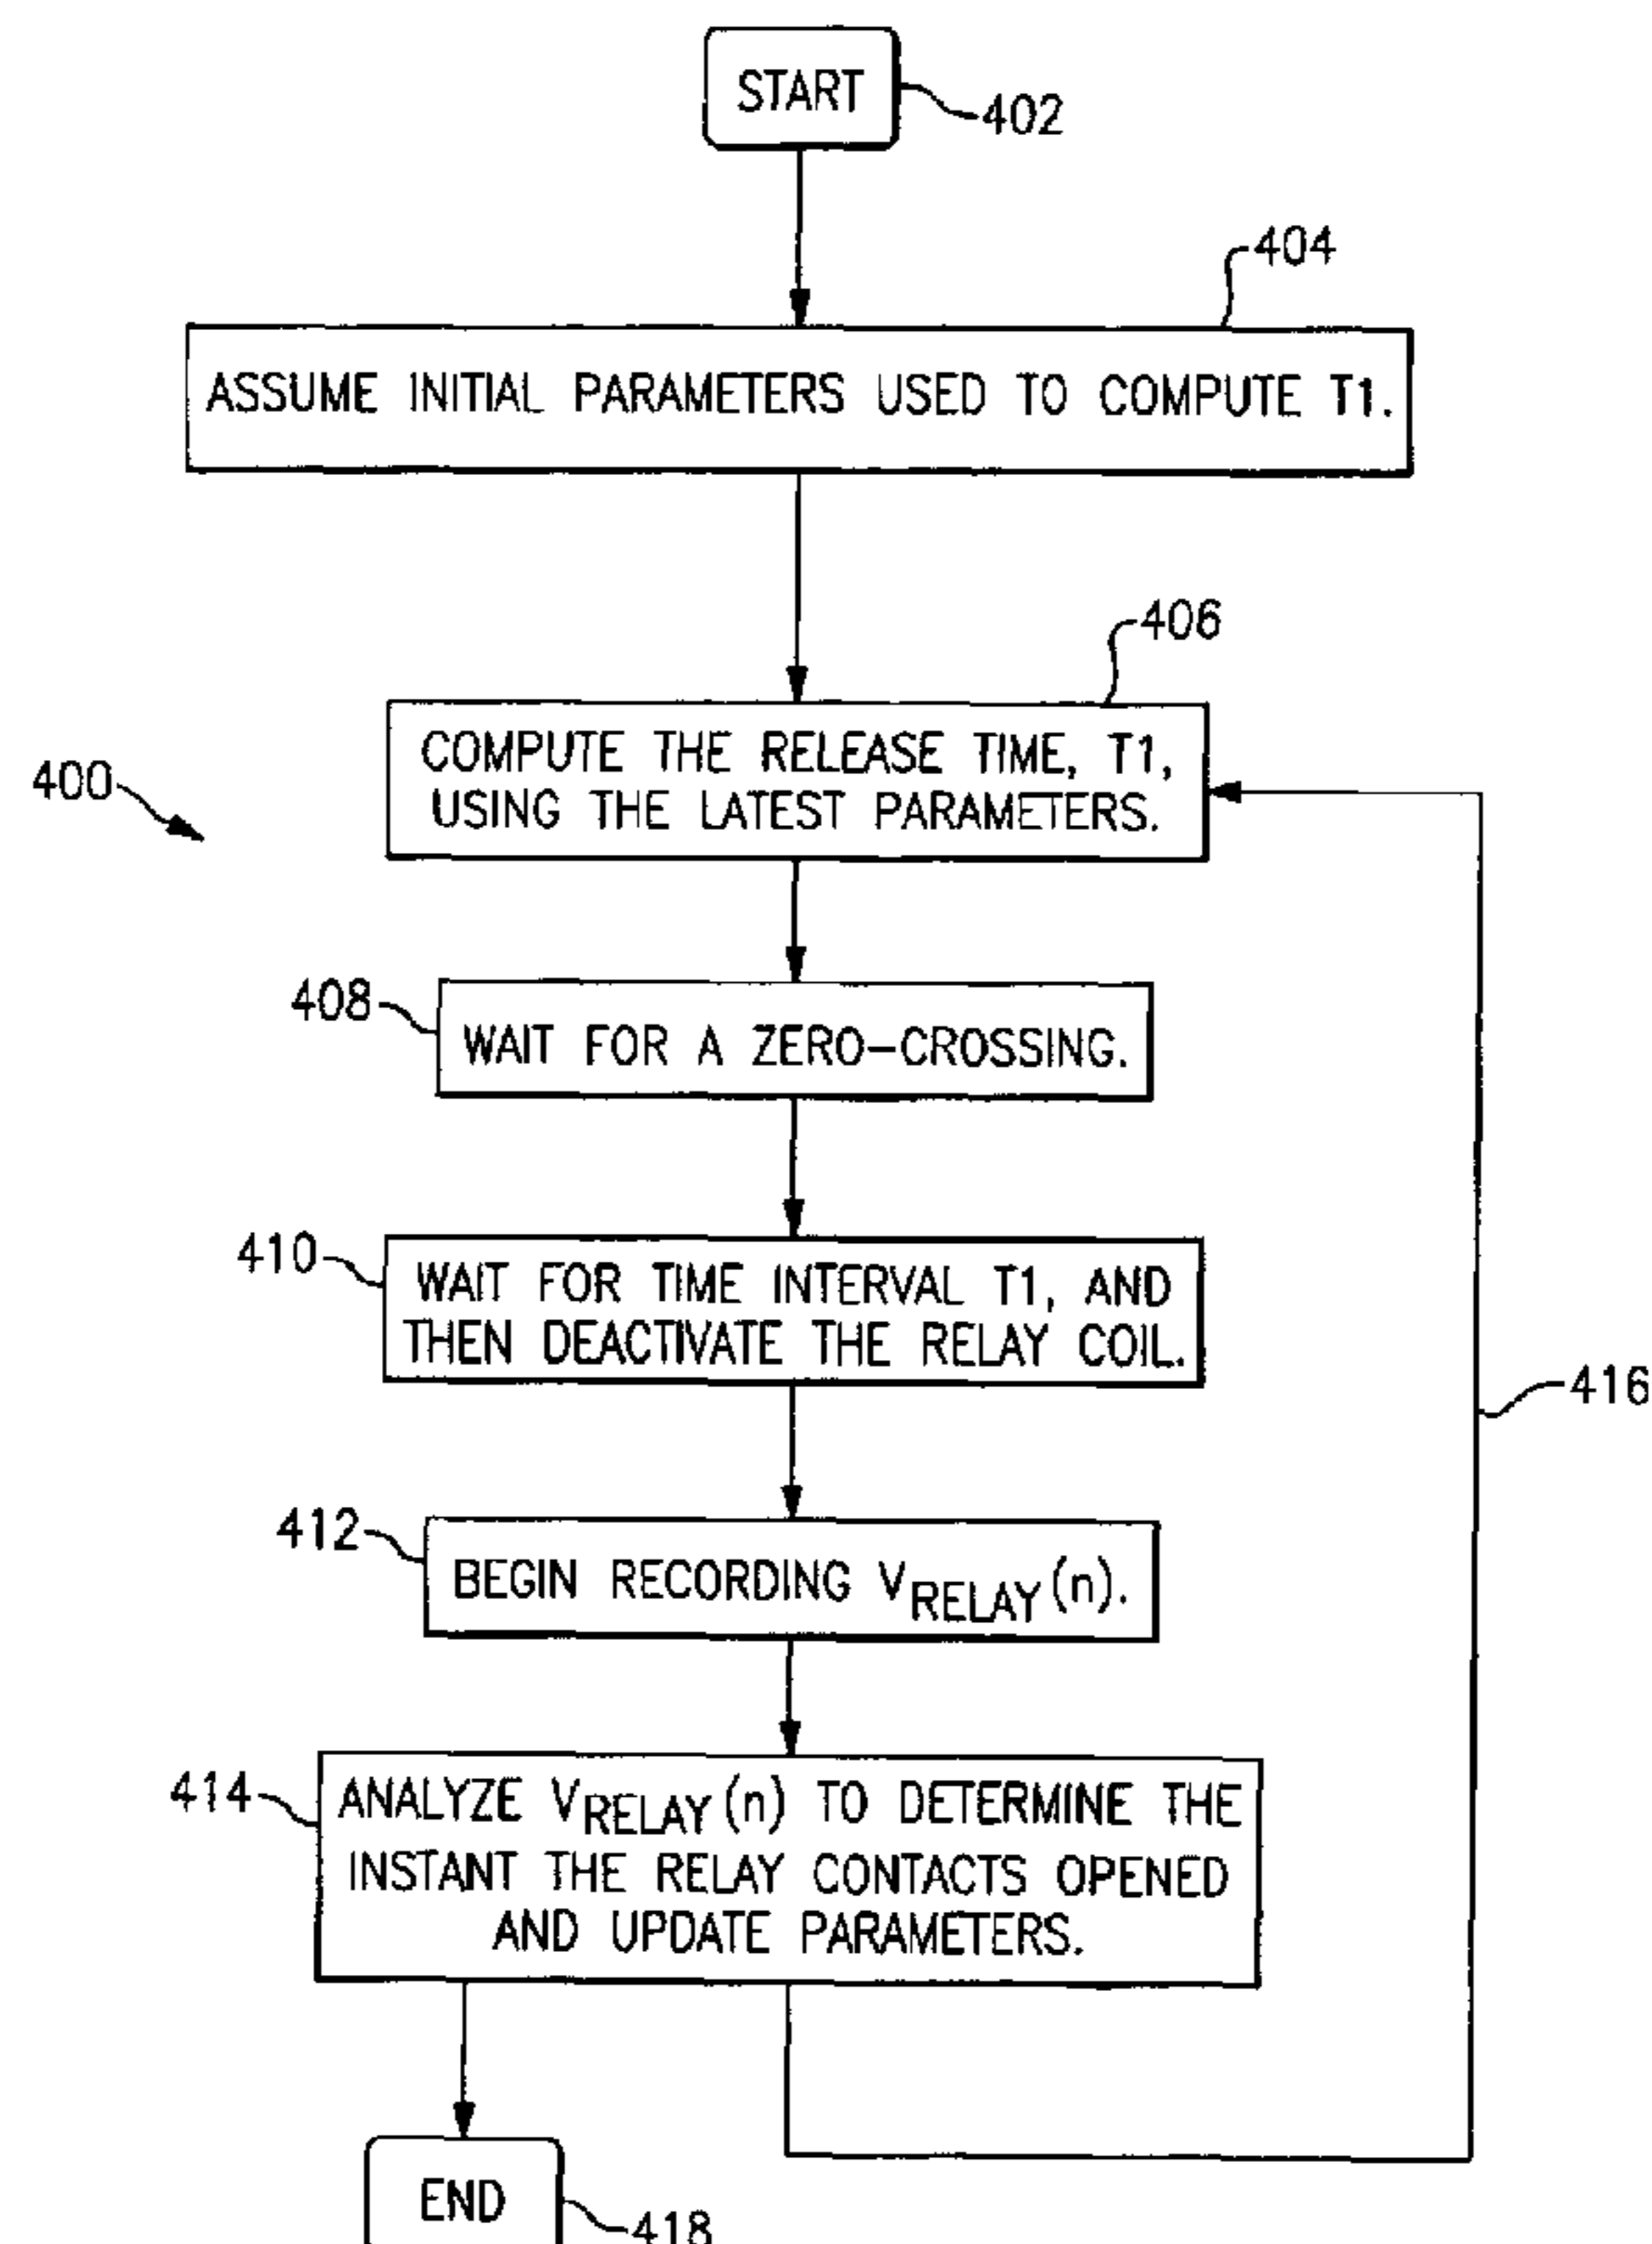 START
402
404
ASSUME INITIAL PARAMETERS USED TO COMPUTE T1.
406
COMPUTE THE RELEASE TIME, T1,
USING THE LATEST PARAMETERS.
400
408
WAIT FOR A ZERO-CROSSING.
410
WAIT FOR TIME INTERVAL T1, AND
THEN DEACTIVATE THE RELAY COIL.
416
412
BEGIN RECORDING VRELAY(n).
414
ANALYZE VRELAY(n) TO DETERMINE THE
INSTANT THE RELAY CONTACTS OPENED
AND UPDATE PARAMETERS.
END
418